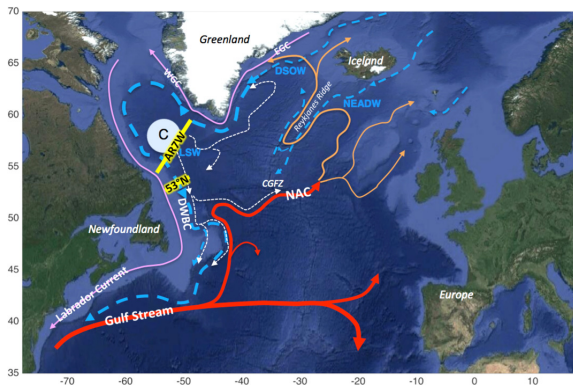 70
65
60
55
50
45
40
35
Greenland
Iceland
EGC
WGC
DSOW
NEADW
Reykjanes Ridge
C
AR7W
LSW
53°N
CGFZ
NAC
DWBC
Newfoundland
Labrador Current
Gulf Stream
Europe
-70 -60 -50 -40 -30 -20 -10 0 10